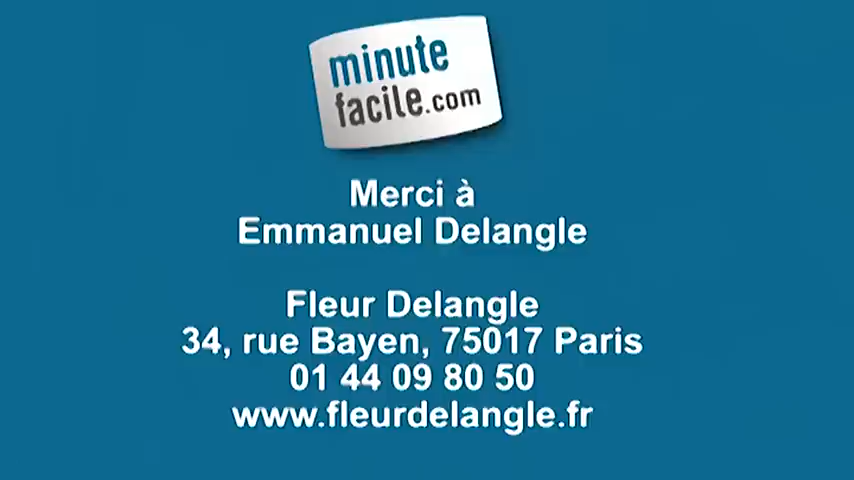 minute
facile.com
Merci à
Emmanuel Delangle
Fleur Delangle
34, rue Bayen, 75017 Paris
01 44 09 80 50
www.fleurdelangle.fr